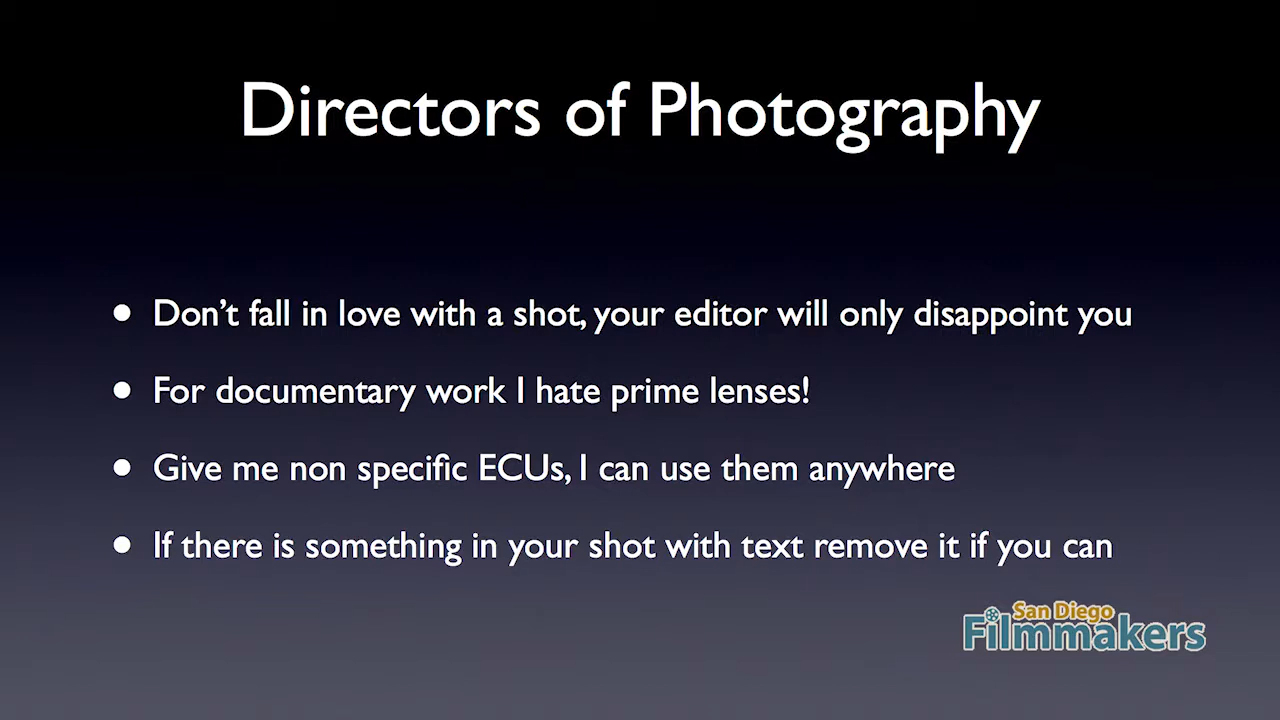 Directors of Photography
• Don't fall in love with a shot, your editor will only disappoint you
• For documentary work I hate prime lenses!
• Give me non specific ECUs, I can use them anywhere
• If there is something in your shot with text remove it if you can
San Diego
Filmmakers